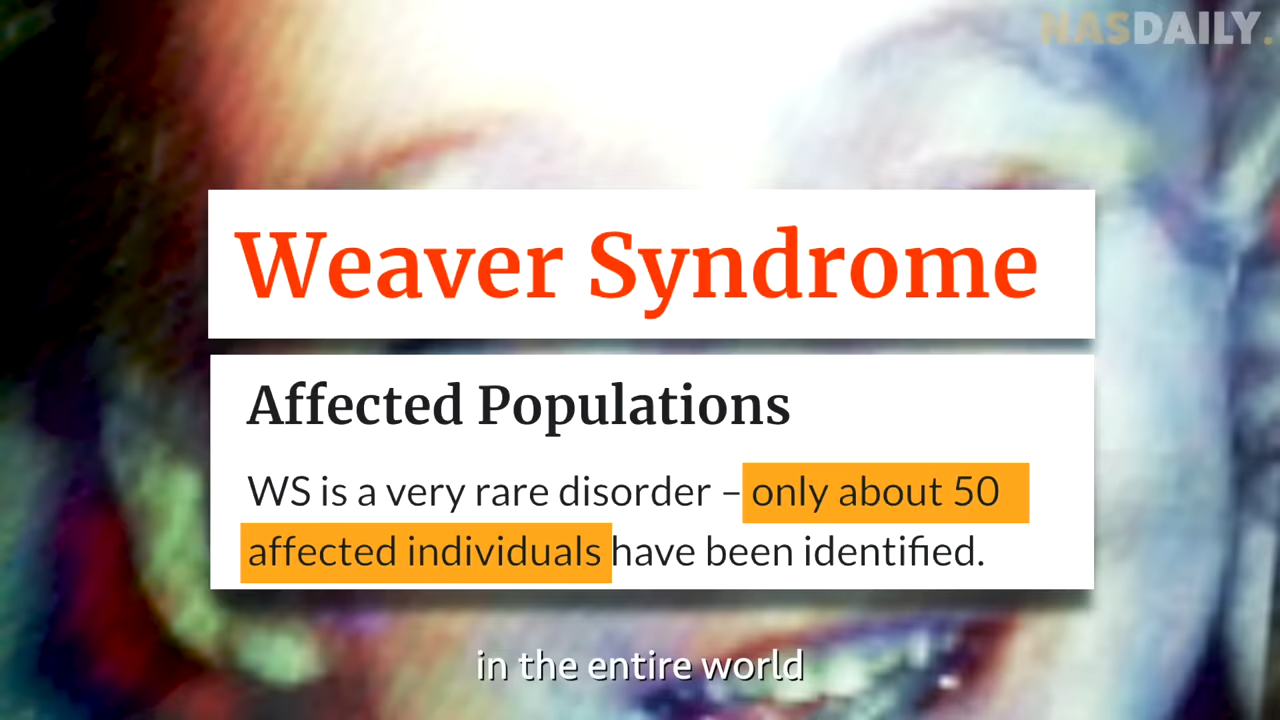 NASDAILY.
Weaver Syndrome
Affected Populations
WS is a very rare disorder – only about 50
affected individuals have been identified.
in the entire world